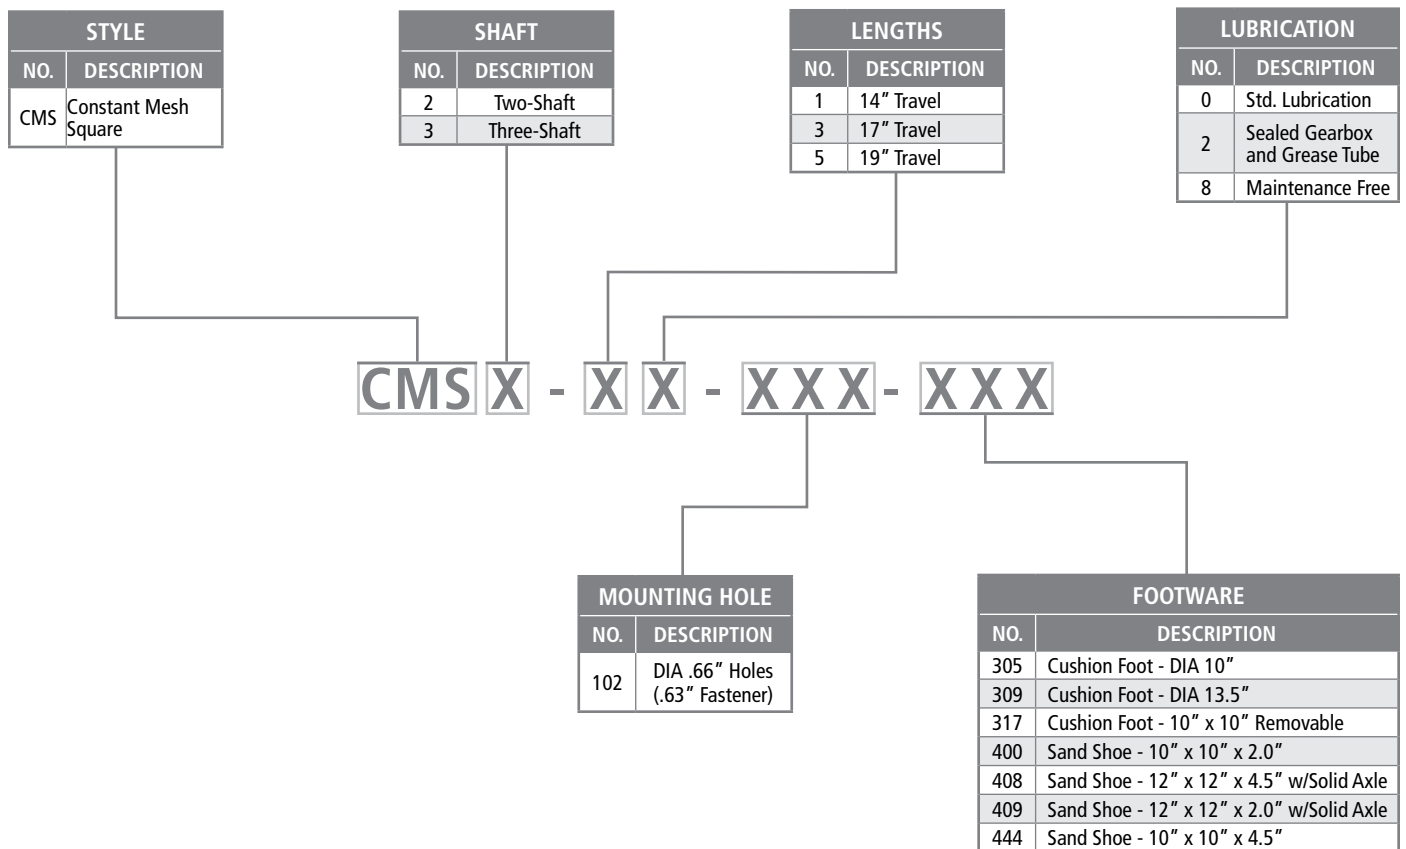 STYLE
NO. DESCRIPTION
CMS Constant Mesh
Square
SHAFT
NO. DESCRIPTION
2 Two-Shaft
3 Three-Shaft
LENGTHS
NO. DESCRIPTION
1 14″ Travel
3 17″ Travel
5 19″ Travel
LUBRICATION
NO. DESCRIPTION
0 Std. Lubrication
2 Sealed Gearbox
and Grease Tube
8 Maintenance Free
CMS X - X X - X X X - X X X
MOUNTING HOLE
NO. DESCRIPTION
102 DIA .66″ Holes
(.63″ Fastener)
FOOTWARE
NO. DESCRIPTION
305 Cushion Foot - DIA 10″
309 Cushion Foot - DIA 13.5″
317 Cushion Foot - 10″ x 10″ Removable
400 Sand Shoe - 10″ x 10″ x 2.0″
408 Sand Shoe - 12″ x 12″ x 4.5″ w/Solid Axle
409 Sand Shoe - 12″ x 12″ x 2.0″ w/Solid Axle
444 Sand Shoe - 10″ x 10″ x 4.5″